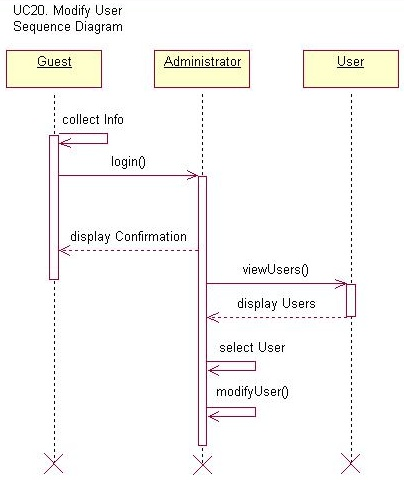 UC20. Modify User
Sequence Diagram
Guest
Administrator
User
collect Info
login()
display Confirmation
viewUsers()
display Users
select User
modifyUser()